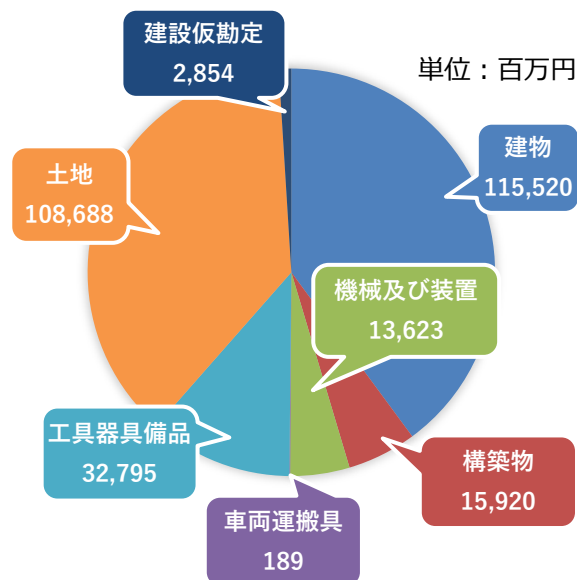 建設仮勘定
2,854
単位：百万円
建物
115,520
土地
108,688
機械及び装置
13,623
工具器具備品
32,795
構築物
15,920
車両運搬具
189